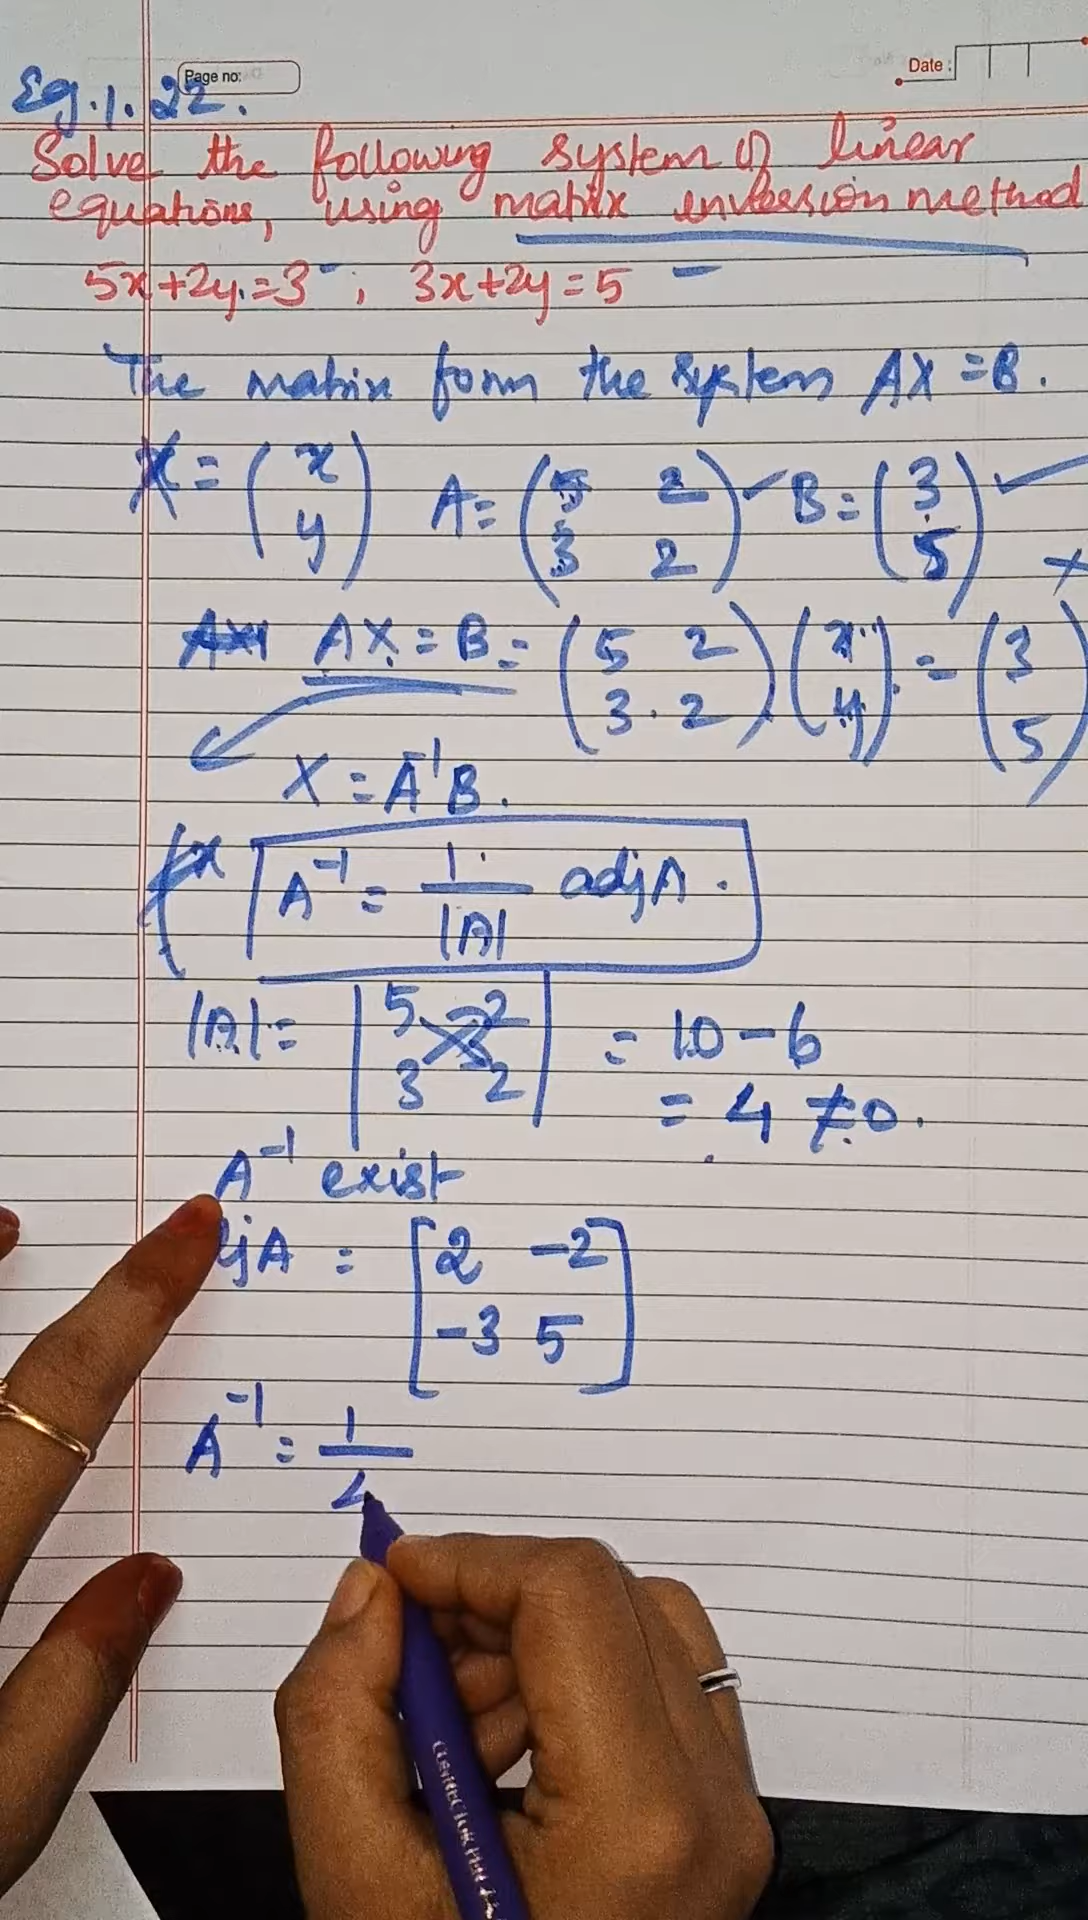 Page no:
Date :
Eg.1.22.
Solve the following system of linear
equations, using matrix inversion method
5x+2y=3 ; 3x+2y=5
The matrix form the system AX=B.
X = (x y) A = (5 2 3 2) B = (3 5)
AX = B = (5 2 3 2) (x y) = (3 5)
X = A⁻¹B.
A⁻¹ = 1/|A| adjA.
|A| = |5 2 3 2| = 10-6
= 4 ≠0.
A⁻¹ exist
jA = [2 -2 -3 5]
A⁻¹ = 1/4